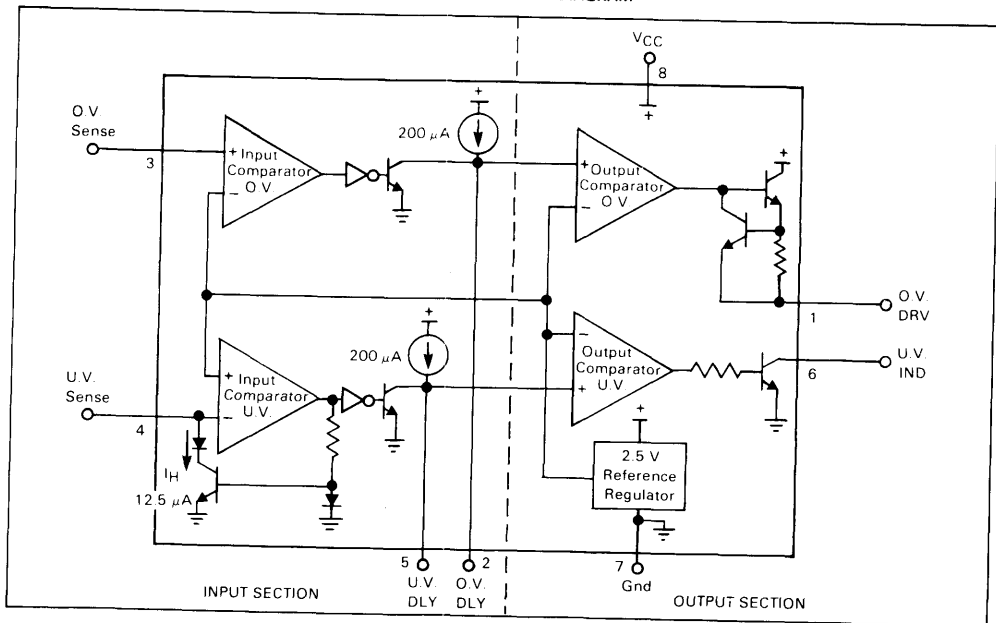 VCC
8
O.V.
Sense
3
+ Input
Comparator
O V
−
200 µA
+
+
+
Output
Comparator
O V
−
+
1
O.V.
DRV
U.V.
Sense
4
+
Input
Comparator
U.V.
−
200 µA
+
−
Output
Comparator
U.V.
+
6
U.V.
IND
IH
12.5 µA
+
2.5 V
Reference
Regulator
5
U.V.
DLY
2
O.V.
DLY
7
Gnd
INPUT SECTION
OUTPUT SECTION